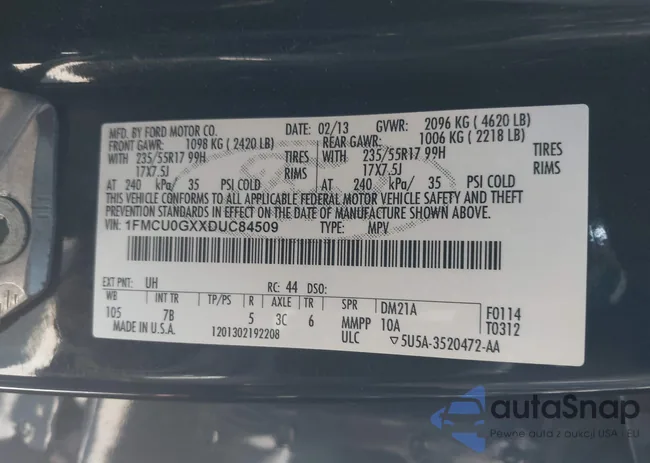 MFD. BY FORD MOTOR CO. DATE: 02/13 GVWR: 2096 KG ( 4620 LB)
FRONT GAWR: 1098 KG ( 2420 LB) REAR GAWR: 1006 KG ( 2218 LB)
WITH 235/55R17 99H TIRES WITH 235/55R17 99H TIRES
17X7.5J RIMS 17X7.5J RIMS
AT 240 kPa/ 35 PSI COLD AT 240 kPa/ 35 PSI COLD
THIS VEHICLE CONFORMS TO ALL APPLICABLE FEDERAL MOTOR VEHICLE SAFETY AND THEFT
PREVENTION STANDARDS IN EFFECT ON THE DATE OF MANUFACTURE SHOWN ABOVE.
VIN: 1FMCU0GXXDUC84509 TYPE: MPV
EXT PNT: UH RC: 44 DSO:
WB INT TR TP/PS R AXLE TR SPR DM21A F0114
105 7B 5 3C 6 MMPP 10A T0312
MADE IN U.S.A. 1201302192208 ULC ▽5U5A-3520472-AA
autaSnap
Pewne auta z aukcji USA - EU